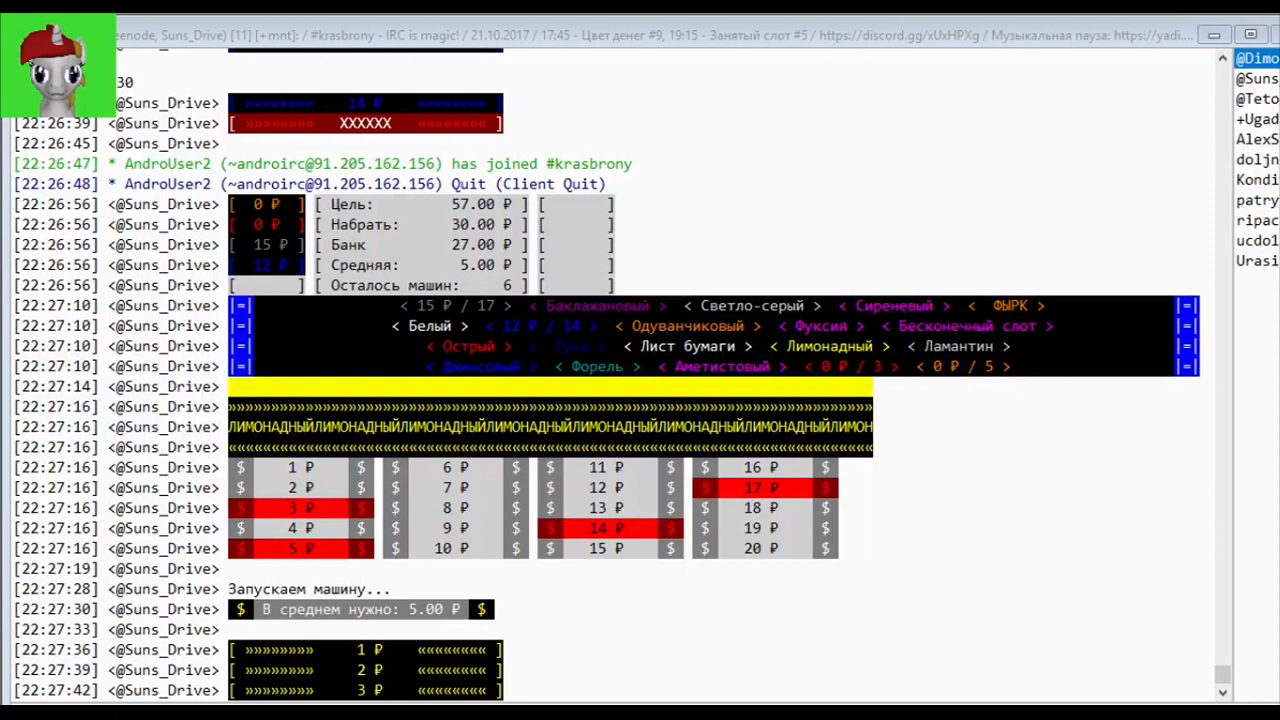 eenode, Suns_Drive) [11] [+mnt]: / #krasbrony - IRC is magic! / 21.10.2017 / 17:45 - Цвет денег #9, 19:15 - Занятый слот #5 / https://discord.gg/xUxHPXg / Музыкальная пауза: https://yadi...
30
@Suns_Drive> [ »»»»»»»» 14 ₽ «««««««« ]
[22:26:39] <@Suns_Drive> [ »»»»»»»» XXXXXX «««««««« ]
[22:26:45] <@Suns_Drive>
[22:26:47] * AndroUser2 (~androirc@91.205.162.156) has joined #krasbrony
[22:26:48] * AndroUser2 (~androirc@91.205.162.156) Quit (Client Quit)
[22:26:56] <@Suns_Drive> [ 0 ₽ ] [ Цель: 57.00 ₽ ] [ ]
[22:26:56] <@Suns_Drive> [ 0 ₽ ] [ Набрать: 30.00 ₽ ] [ ]
[22:26:56] <@Suns_Drive> [ 15 ₽ ] [ Банк 27.00 ₽ ] [ ]
[22:26:56] <@Suns_Drive> [ 12 ₽ ] [ Средняя: 5.00 ₽ ] [ ]
[22:26:56] <@Suns_Drive> [ ] [ Осталось машин: 6 ] [ ]
[22:27:10] <@Suns_Drive> |=| < 15 ₽ / 17 > < Баклажановый > < Светло-серый > < Сиреневый > < ФЫРК > |=|
[22:27:10] <@Suns_Drive> |=| < Белый > < 12 ₽ / 14 > < Одуванчиковый > < Фуксия > < Бесконечный слот > |=|
[22:27:10] <@Suns_Drive> |=| < Острый > < Луна > < Лист бумаги > < Лимонадный > < Ламантин > |=|
[22:27:10] <@Suns_Drive> |=| < Джинсовый > < Форель > < Аметистовый > < 0 ₽ / 3 > < 0 ₽ / 5 > |=|
[22:27:14] <@Suns_Drive>
[22:27:16] <@Suns_Drive> »»»»»»»»»»»»»»»»»»»»»»»»»»»»»»»»»»»»»»»»»»»»»»»»»»»»»»»»»»»»»»»»»»»»»»»»»»»
[22:27:16] <@Suns_Drive> ЛИМОНАДНЫЙЛИМОНАДНЫЙЛИМОНАДНЫЙЛИМОНАДНЫЙЛИМОНАДНЫЙЛИМОНАДНЫЙЛИМОНАДНЫЙЛИМОН
[22:27:16] <@Suns_Drive> «««««««««««««««««««««««««««««««««««««««««««««««««««««««««««««««««««««««««««
[22:27:16] <@Suns_Drive> $ 1 ₽ $ $ 6 ₽ $ $ 11 ₽ $ $ 16 ₽ $
[22:27:16] <@Suns_Drive> $ 2 ₽ $ $ 7 ₽ $ $ 12 ₽ $ $ 17 ₽ $
[22:27:16] <@Suns_Drive> $ 3 ₽ $ $ 8 ₽ $ $ 13 ₽ $ $ 18 ₽ $
[22:27:16] <@Suns_Drive> $ 4 ₽ $ $ 9 ₽ $ $ 14 ₽ $ $ 19 ₽ $
[22:27:16] <@Suns_Drive> $ 5 ₽ $ $ 10 ₽ $ $ 15 ₽ $ $ 20 ₽ $
[22:27:19] <@Suns_Drive>
[22:27:28] <@Suns_Drive> Запускаем машину...
[22:27:30] <@Suns_Drive> $ В среднем нужно: 5.00 ₽ $
[22:27:33] <@Suns_Drive>
[22:27:36] <@Suns_Drive> [ »»»»»»»» 1 ₽ «««««««« ]
[22:27:39] <@Suns_Drive> [ »»»»»»»» 2 ₽ «««««««« ]
[22:27:42] <@Suns_Drive> [ »»»»»»»» 3 ₽ «««««««« ]
@Dimo
@Suns
@Teto
+Ugad
AlexS
doljn
Kondi
patry
ripac
ucdo1
Urasi